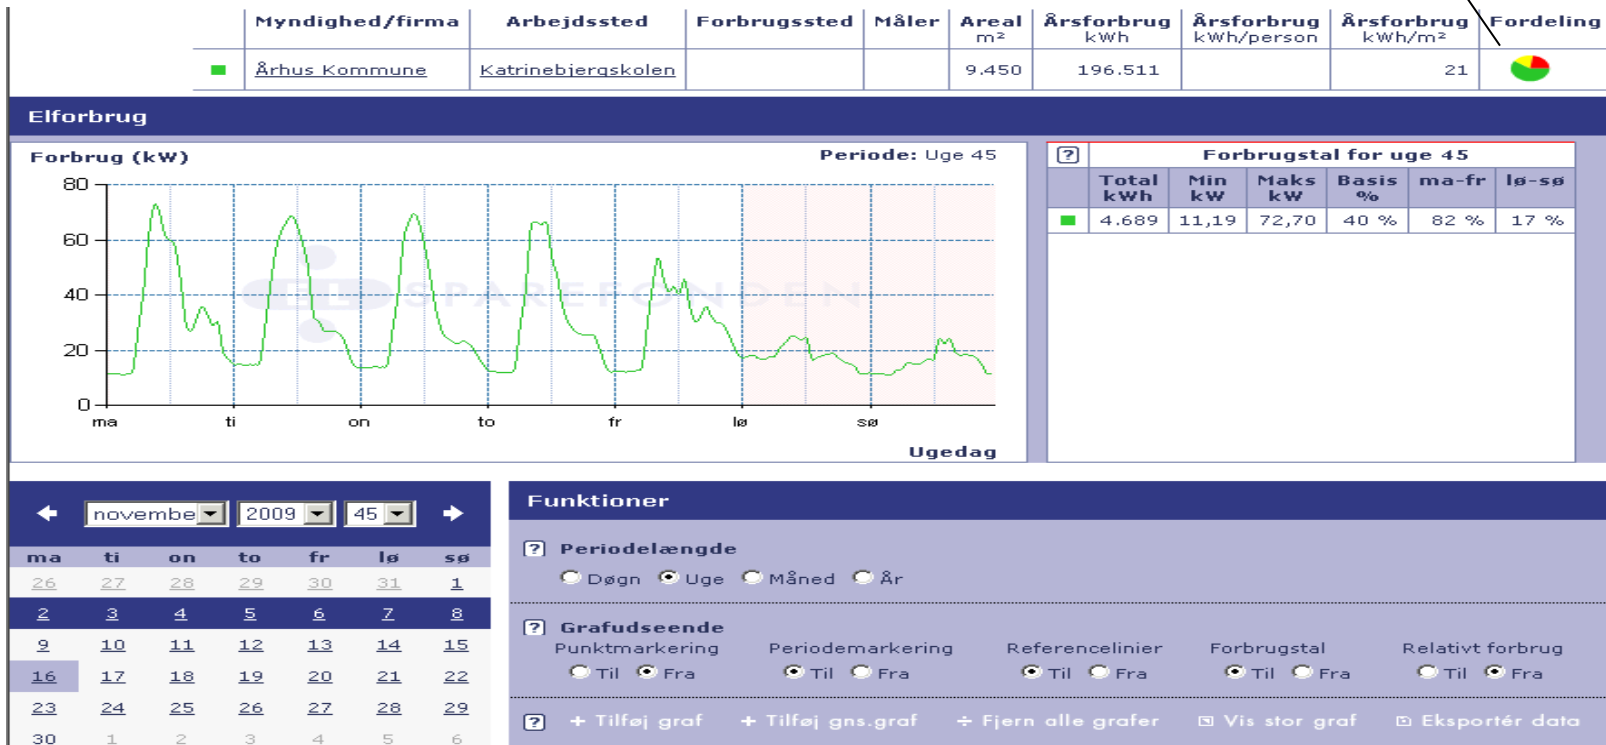 Myndighed/firma Arbejdssted Forbrugssted Måler Areal Årsforbrug Årsforbrug Årsforbrug Fordeling
m² kWh kWh/person kWh/m²
Århus Kommune Katrinebjergskolen 9.450 196.511 21
Elforbrug
Forbrug (kW) Periode: Uge 45
80
60
40
20
0
ma ti on to fr lø sø
Ugedag
ELSPAREFONDEN
? Forbrugstal for uge 45
Total Min Maks Basis ma-fr lø-sø
kWh kW kW %
4.689 11,19 72,70 40 % 82 % 17 %
novembe 2009 45
ma ti on to fr lø sø
26 27 28 29 30 31 1
2 3 4 5 6 7 8
9 10 11 12 13 14 15
16 17 18 19 20 21 22
23 24 25 26 27 28 29
30 1 2 3 4 5 6
Funktioner
? Periodelængde
Døgn Uge Måned År
? Grafudseende
Punktmarkering Periodemarkering Referencelinier Forbrugstal Relativt forbrug
Til Fra Til Fra Til Fra Til Fra Til Fra
? + Tilføj graf + Tilføj gns.graf ÷ Fjern alle grafer Vis stor graf Eksportér data